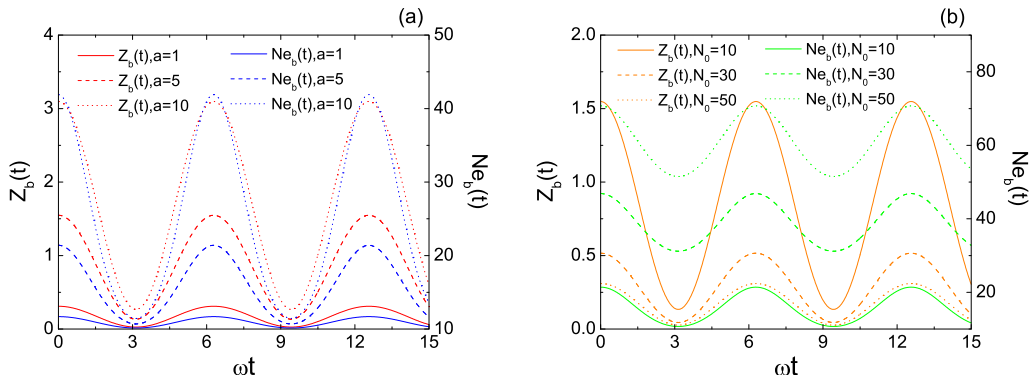 (a)
4
3
2
1
0
Z_b(t)
Z_b(t),a=1
Z_b(t),a=5
Z_b(t),a=10
Ne_b(t),a=1
Ne_b(t),a=5
Ne_b(t),a=10
50
40
30
20
10
Ne_b(t)
0 3 6 9 12 15
ωt
(b)
2.0
1.5
1.0
0.5
0.0
Z_b(t)
Z_b(t),N_0=10
Z_b(t),N_0=30
Z_b(t),N_0=50
Ne_b(t),N_0=10
Ne_b(t),N_0=30
Ne_b(t),N_0=50
80
60
40
20
Ne_b(t)
0 3 6 9 12 15
ωt